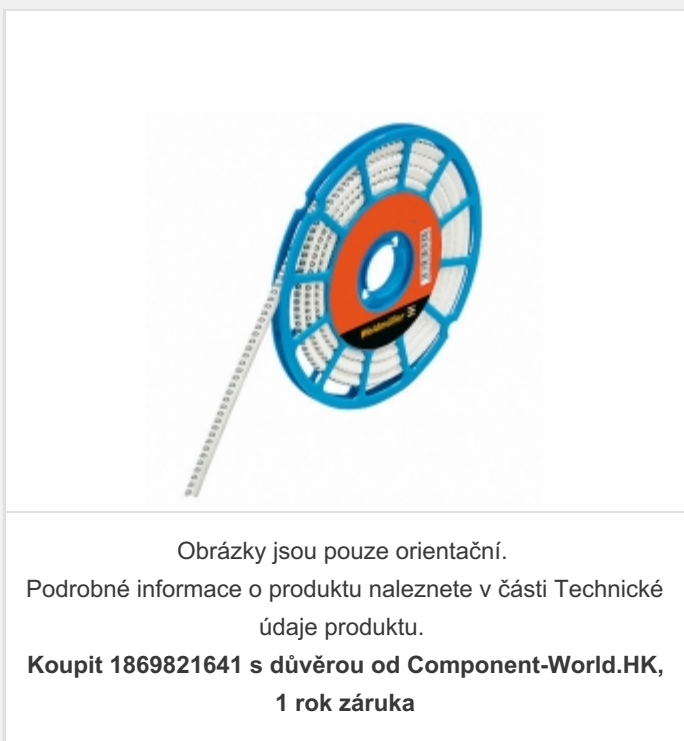 Weidmüller
Obrázky jsou pouze orientační.
Podrobné informace o produktu naleznete v části Technické
údaje produktu.
Koupit 1869821641 s důvěrou od Component-World.HK,
1 rok záruka